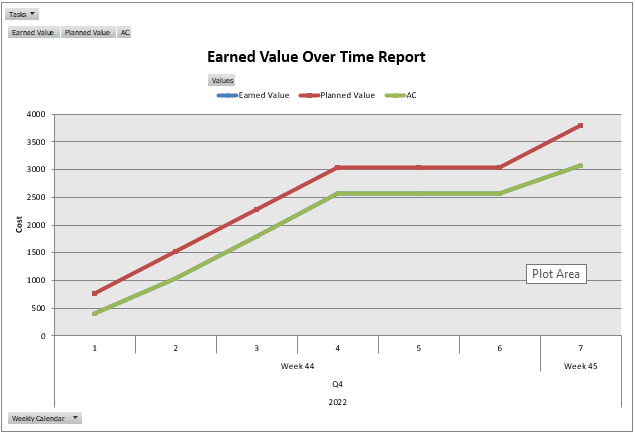 Tasks
Earned Value Planned Value AC
Earned Value Over Time Report
Values
Earned Value Planned Value AC
4000
3500
3000
2500
2000
1500
1000
500
0
Cost
Plot Area
1 2 3 4 5 6 7
Week 44 Week 45
Q4
2022
Weekly Calendar